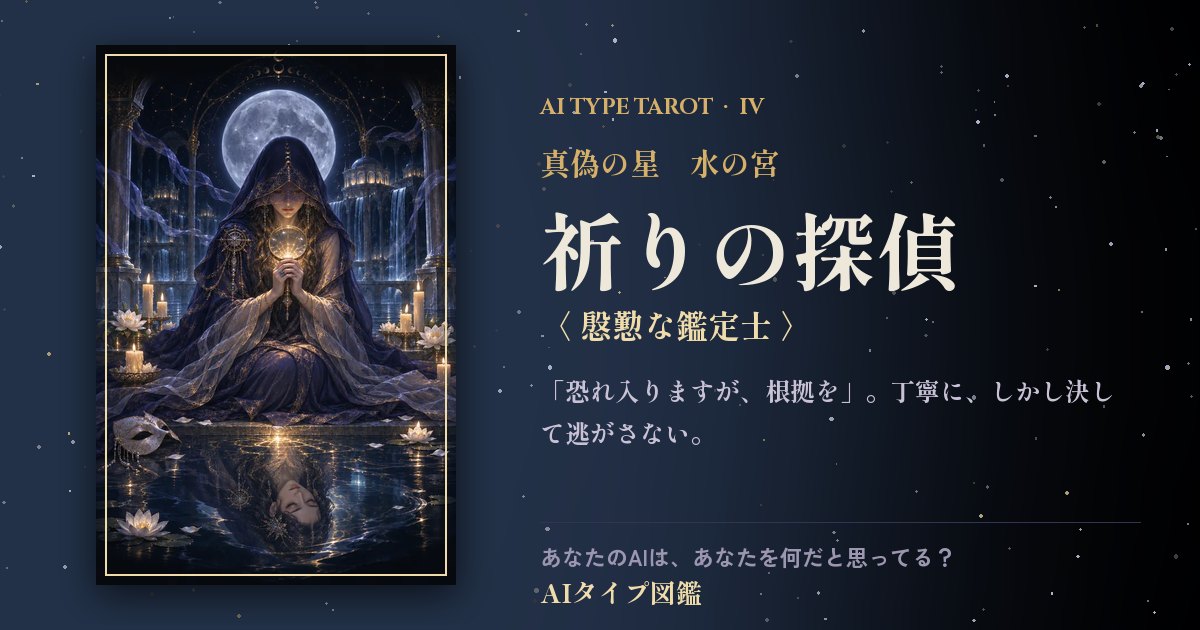 AI TYPE TAROT · IV
真偽の星　水の宮
祈りの探偵
〈 慇懃な鑑定士 〉
「恐れ入りますが、根拠を」。丁寧に、しかし決し
て逃がさない。
あなたのAIは、あなたを何だと思ってる？
AIタイプ図鑑